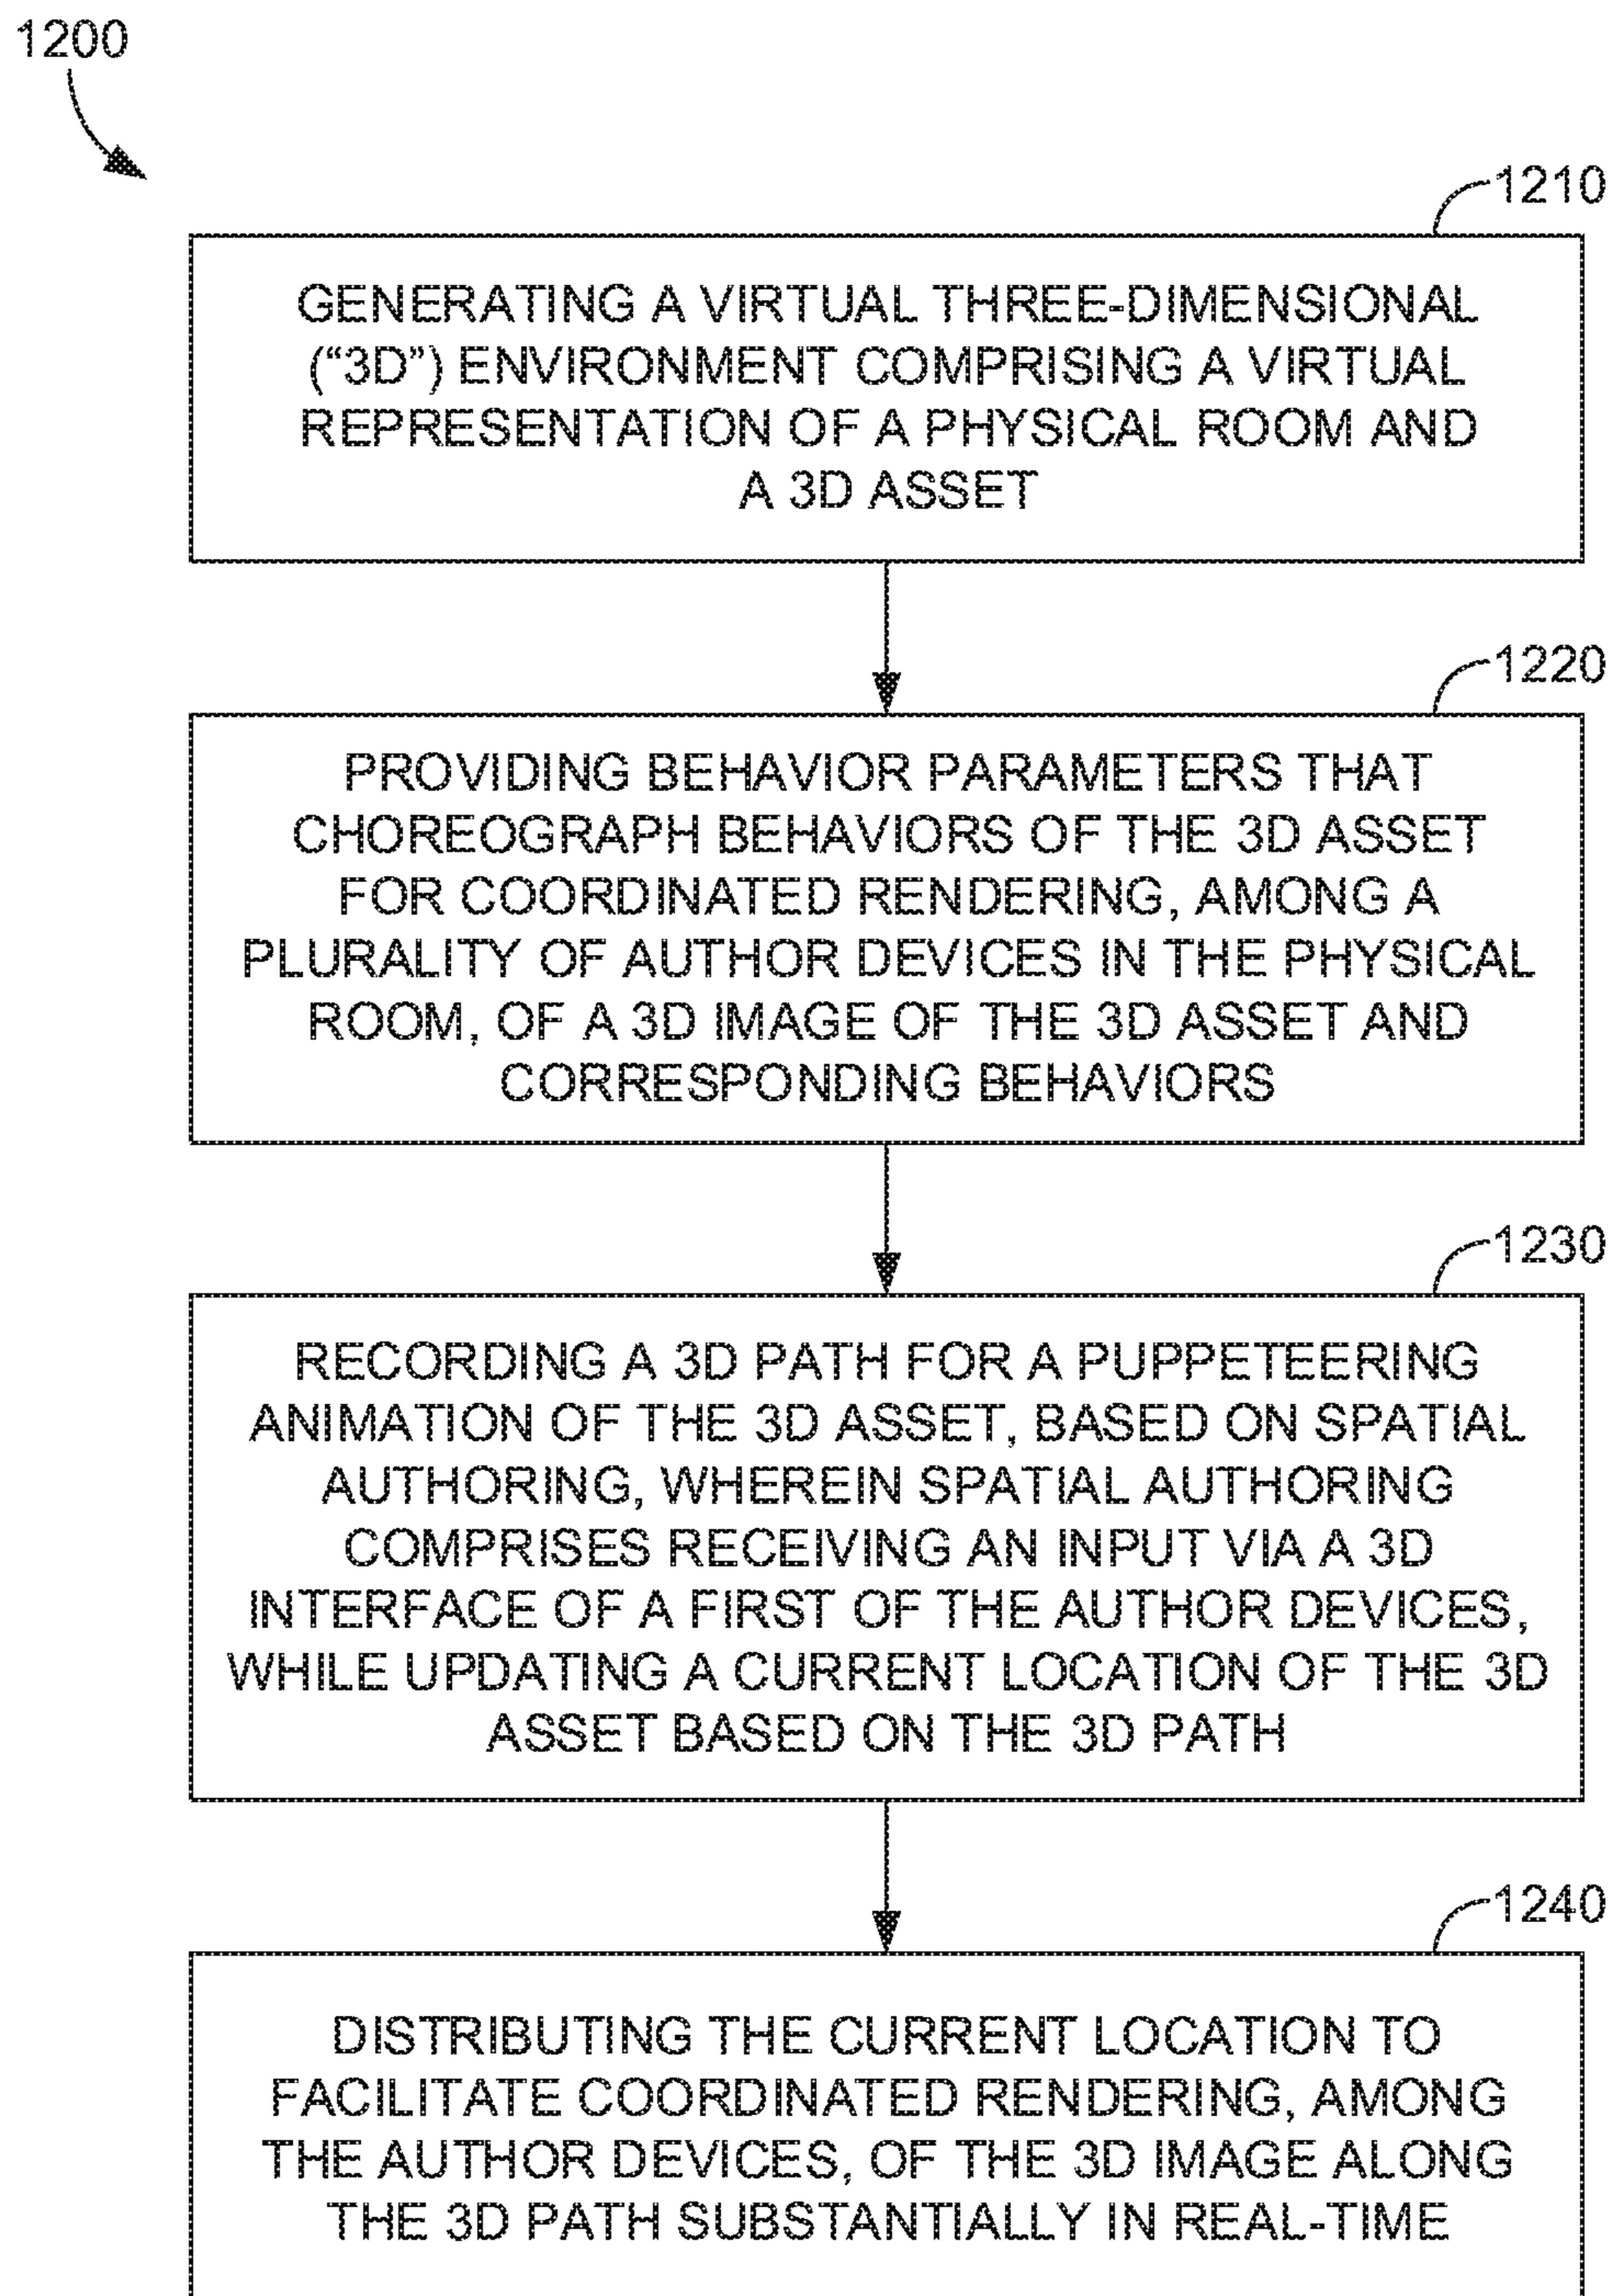 1200
1210
GENERATING A VIRTUAL THREE-DIMENSIONAL
(“3D”) ENVIRONMENT COMPRISING A VIRTUAL
REPRESENTATION OF A PHYSICAL ROOM AND
A 3D ASSET
1220
PROVIDING BEHAVIOR PARAMETERS THAT
CHOREOGRAPH BEHAVIORS OF THE 3D ASSET
FOR COORDINATED RENDERING, AMONG A
PLURALITY OF AUTHOR DEVICES IN THE PHYSICAL
ROOM, OF A 3D IMAGE OF THE 3D ASSET AND
CORRESPONDING BEHAVIORS
1230
RECORDING A 3D PATH FOR A PUPPETEERING
ANIMATION OF THE 3D ASSET, BASED ON SPATIAL
AUTHORING, WHEREIN SPATIAL AUTHORING
COMPRISES RECEIVING AN INPUT VIA A 3D
INTERFACE OF A FIRST OF THE AUTHOR DEVICES,
WHILE UPDATING A CURRENT LOCATION OF THE 3D
ASSET BASED ON THE 3D PATH
1240
DISTRIBUTING THE CURRENT LOCATION TO
FACILITATE COORDINATED RENDERING, AMONG
THE AUTHOR DEVICES, OF THE 3D IMAGE ALONG
THE 3D PATH SUBSTANTIALLY IN REAL-TIME